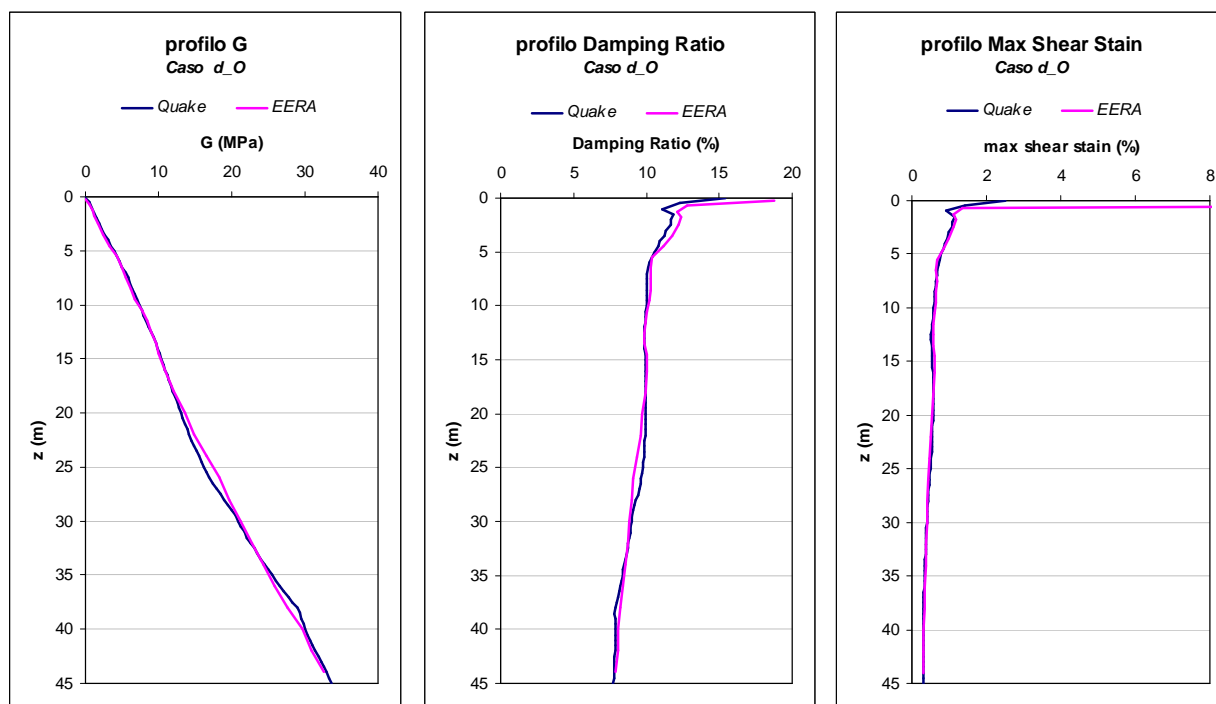 profilo G
Caso d_O
Quake EERA
G (MPa)
0 10 20 30 40
0
5
10
15
20
25
30
35
40
45
z (m)
profilo Damping Ratio
Caso d_O
Quake EERA
Damping Ratio (%)
0 5 10 15 20
0
5
10
15
20
25
30
35
40
45
z (m)
profilo Max Shear Stain
Caso d_O
Quake EERA
max shear stain (%)
0 2 4 6 8
0
5
10
15
20
25
30
35
40
45
z (m)